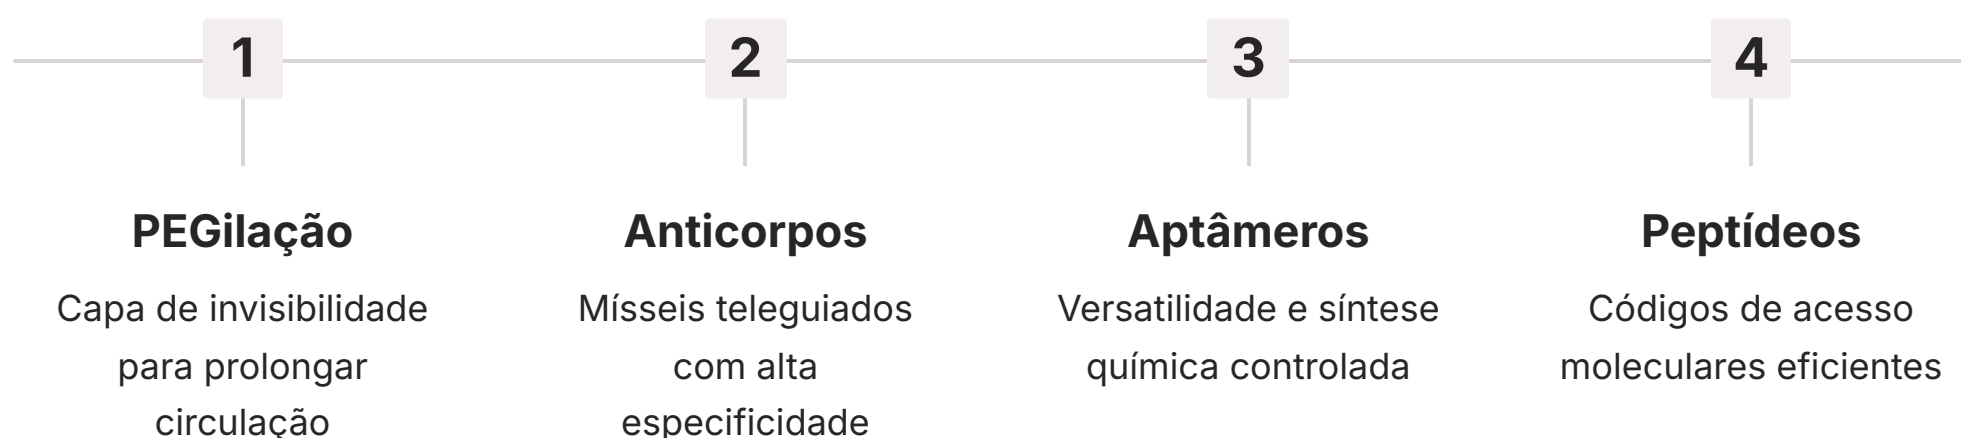 1
PEGilação
Capa de invisibilidade
para prolongar
circulação
2
Anticorpos
Mísseis teleguiados
com alta
especificidade
3
Aptâmeros
Versatilidade e síntese
química controlada
4
Peptídeos
Códigos de acesso
moleculares eficientes